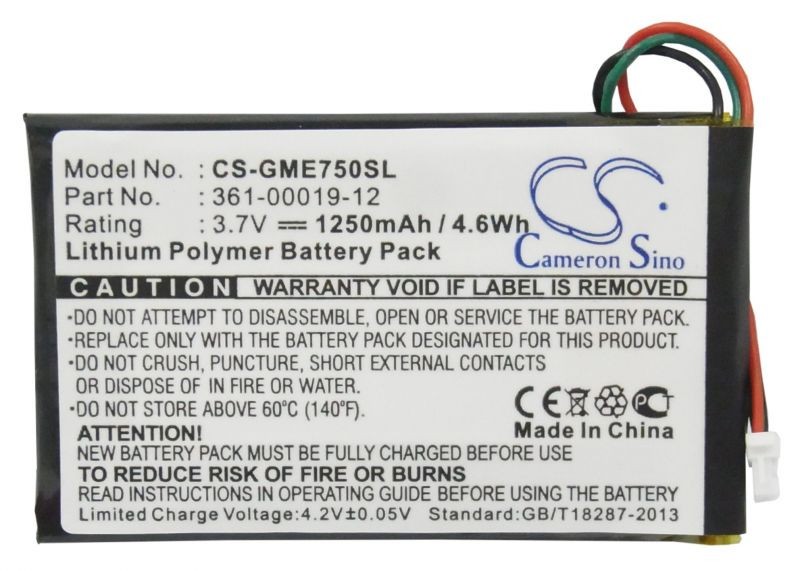 Model No. : CS-GME750SL
Part No. : 361-00019-12
Rating : 3.7V ⎓ 1250mAh / 4.6Wh
Lithium Polymer Battery Pack
CS
Cameron Sino
CAUTION WARRANTY VOID IF LABEL IS REMOVED
•DO NOT ATTEMPT TO DISASSEMBLE, OPEN OR SERVICE THE BATTERY PACK.
•REPLACE ONLY WITH THE BATTERY PACK DESIGNATED FOR THIS PRODUCT.
•DO NOT CRUSH, PUNCTURE, SHORT EXTERNAL CONTACTS
OR DISPOSE OF IN FIRE OR WATER.
•DO NOT STORE ABOVE 60°C (140°F).
CE
PCT
Made In China
ATTENTION!
NEW BATTERY PACK MUST BE FULLY CHARGED BEFORE USE.
TO REDUCE RISK OF FIRE OR BURNS
READ INSTRUCTIONS IN OPERATING GUIDE BEFORE USING BATTERY
Limited Charging Voltage:4.2V±0.05V Standard:GB/T18287-2013